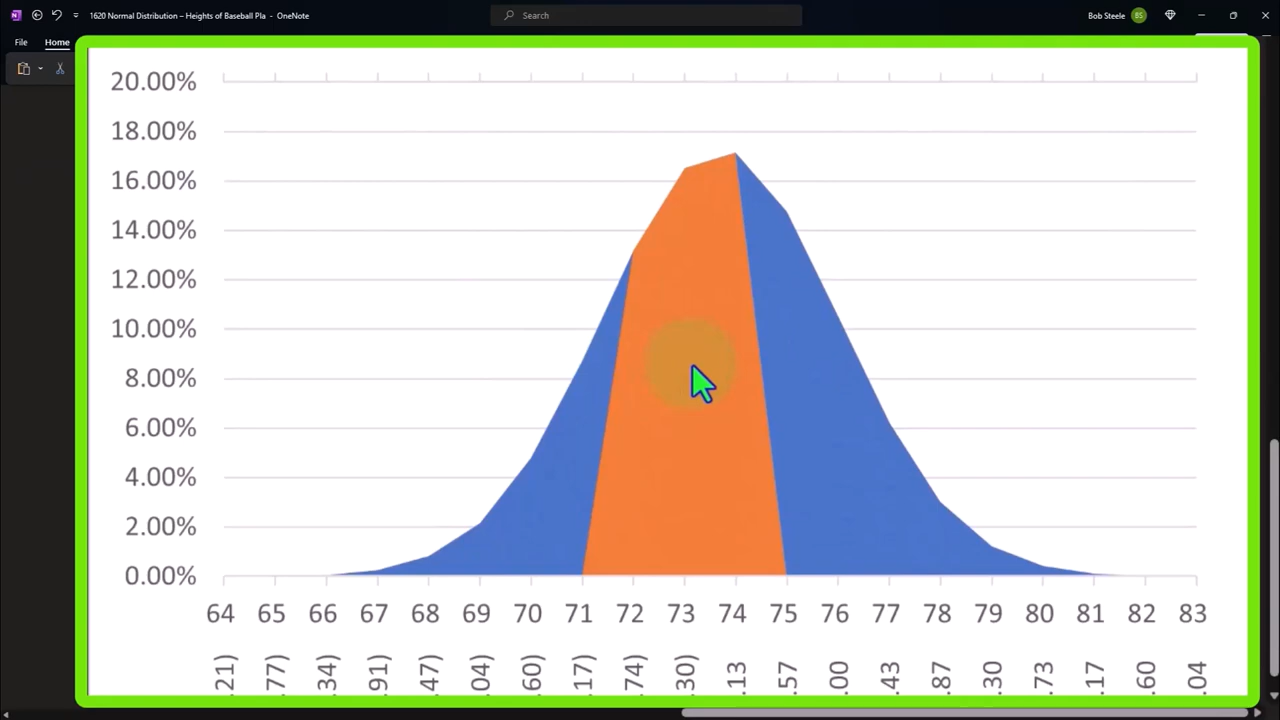 1620 Normal Distribution – Heights of Baseball Pla - OneNote
Search
Bob Steele
BS
File
Home
20.00%
18.00%
16.00%
14.00%
12.00%
10.00%
8.00%
6.00%
4.00%
2.00%
0.00%
64 65 66 67 68 69 70 71 72 73 74 75 76 77 78 79 80 81 82 83
.21) .77) .34) .91) .47) .04) .60) .17) .74) .30) .13 .57 .00 .43 .87 .30 .73 .17 .60 .04